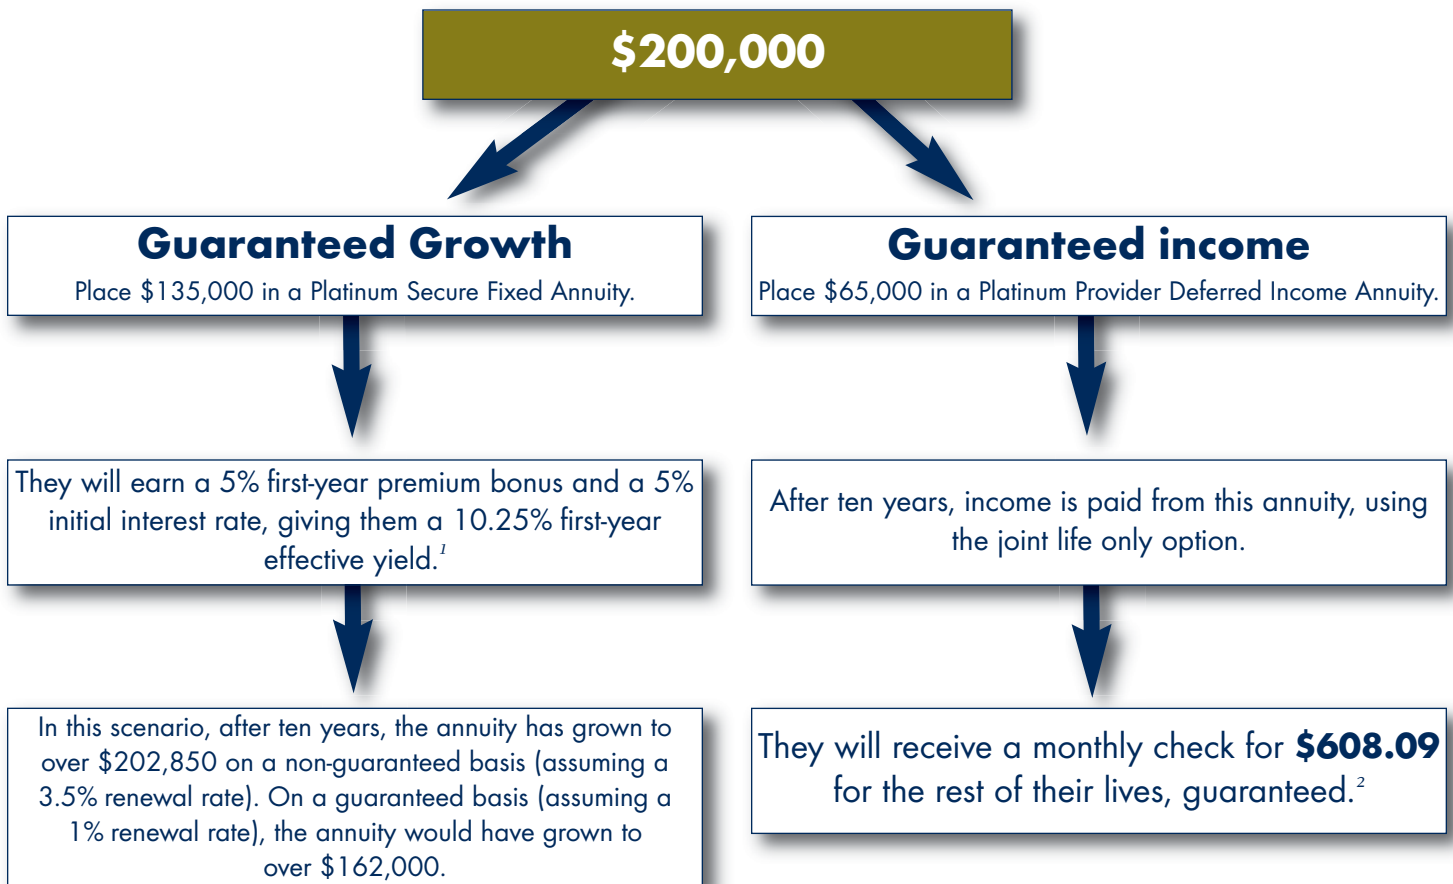 $200,000
Guaranteed Growth
Place $135,000 in a Platinum Secure Fixed Annuity.
They will earn a 5% first-year premium bonus and a 5%
initial interest rate, giving them a 10.25% first-year
effective yield.1
In this scenario, after ten years, the annuity has grown to
over $202,850 on a non-guaranteed basis (assuming a
3.5% renewal rate). On a guaranteed basis (assuming a
1% renewal rate), the annuity would have grown to
over $162,000.
Guaranteed income
Place $65,000 in a Platinum Provider Deferred Income Annuity.
After ten years, income is paid from this annuity, using
the joint life only option.
They will receive a monthly check for $608.09
for the rest of their lives, guaranteed.2